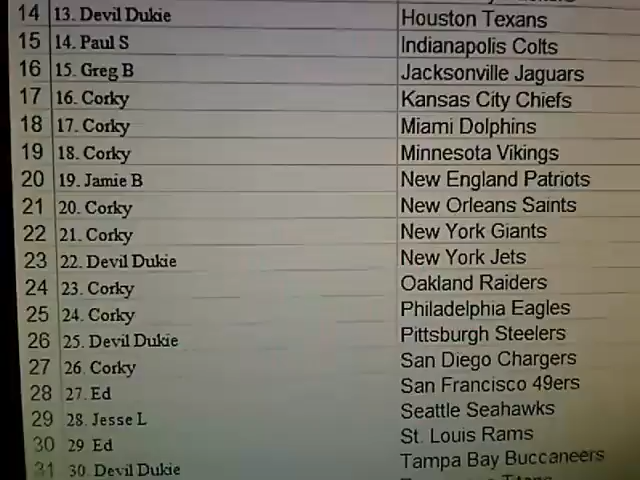 14 13. Devil Dukie Houston Texans
15 14. Paul S Indianapolis Colts
16 15. Greg B Jacksonville Jaguars
17 16. Corky Kansas City Chiefs
18 17. Corky Miami Dolphins
19 18. Corky Minnesota Vikings
20 19. Jamie B New England Patriots
21 20. Corky New Orleans Saints
22 21. Corky New York Giants
23 22. Devil Dukie New York Jets
24 23. Corky Oakland Raiders
25 24. Corky Philadelphia Eagles
26 25. Devil Dukie Pittsburgh Steelers
27 26. Corky San Diego Chargers
28 27. Ed San Francisco 49ers
29 28. Jesse L Seattle Seahawks
30 29 Ed St. Louis Rams
31 30. Devil Dukie Tampa Bay Buccaneers